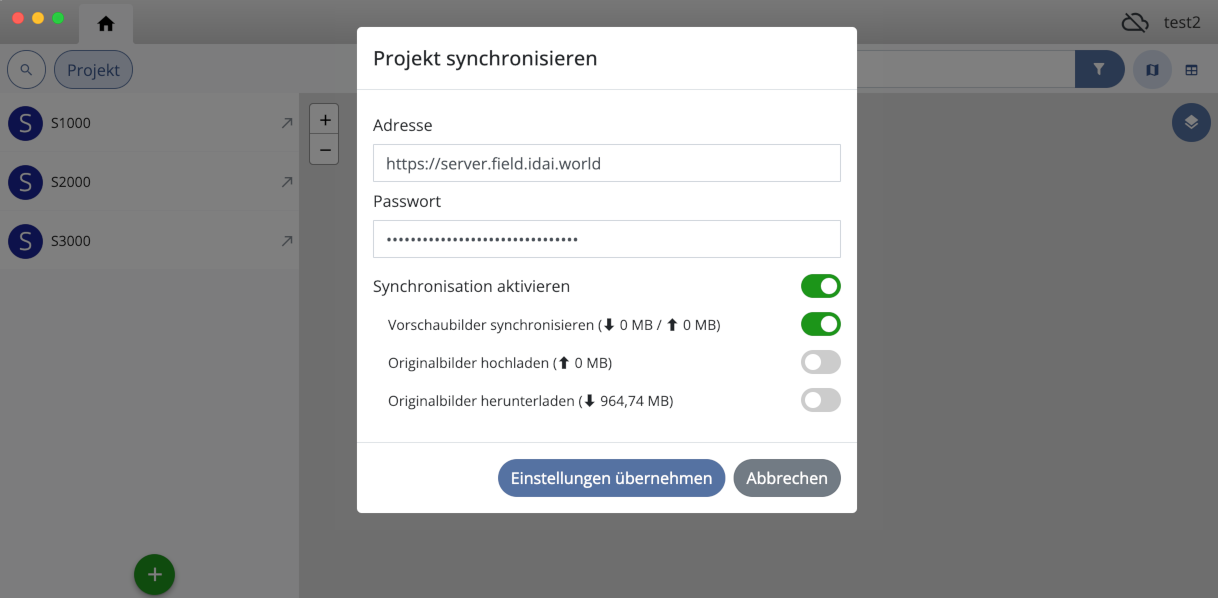 test2
Projekt
S S1000
S S2000
S S3000
+
−
Projekt synchronisieren
Adresse
https://server.field.idai.world
Passwort
••••••••••••••••••••••••••••••••
Synchronisation aktivieren
Vorschaubilder synchronisieren (⬇ 0 MB / ⬆ 0 MB)
Originalbilder hochladen (⬆ 0 MB)
Originalbilder herunterladen (⬇ 964,74 MB)
Einstellungen übernehmen Abbrechen
+